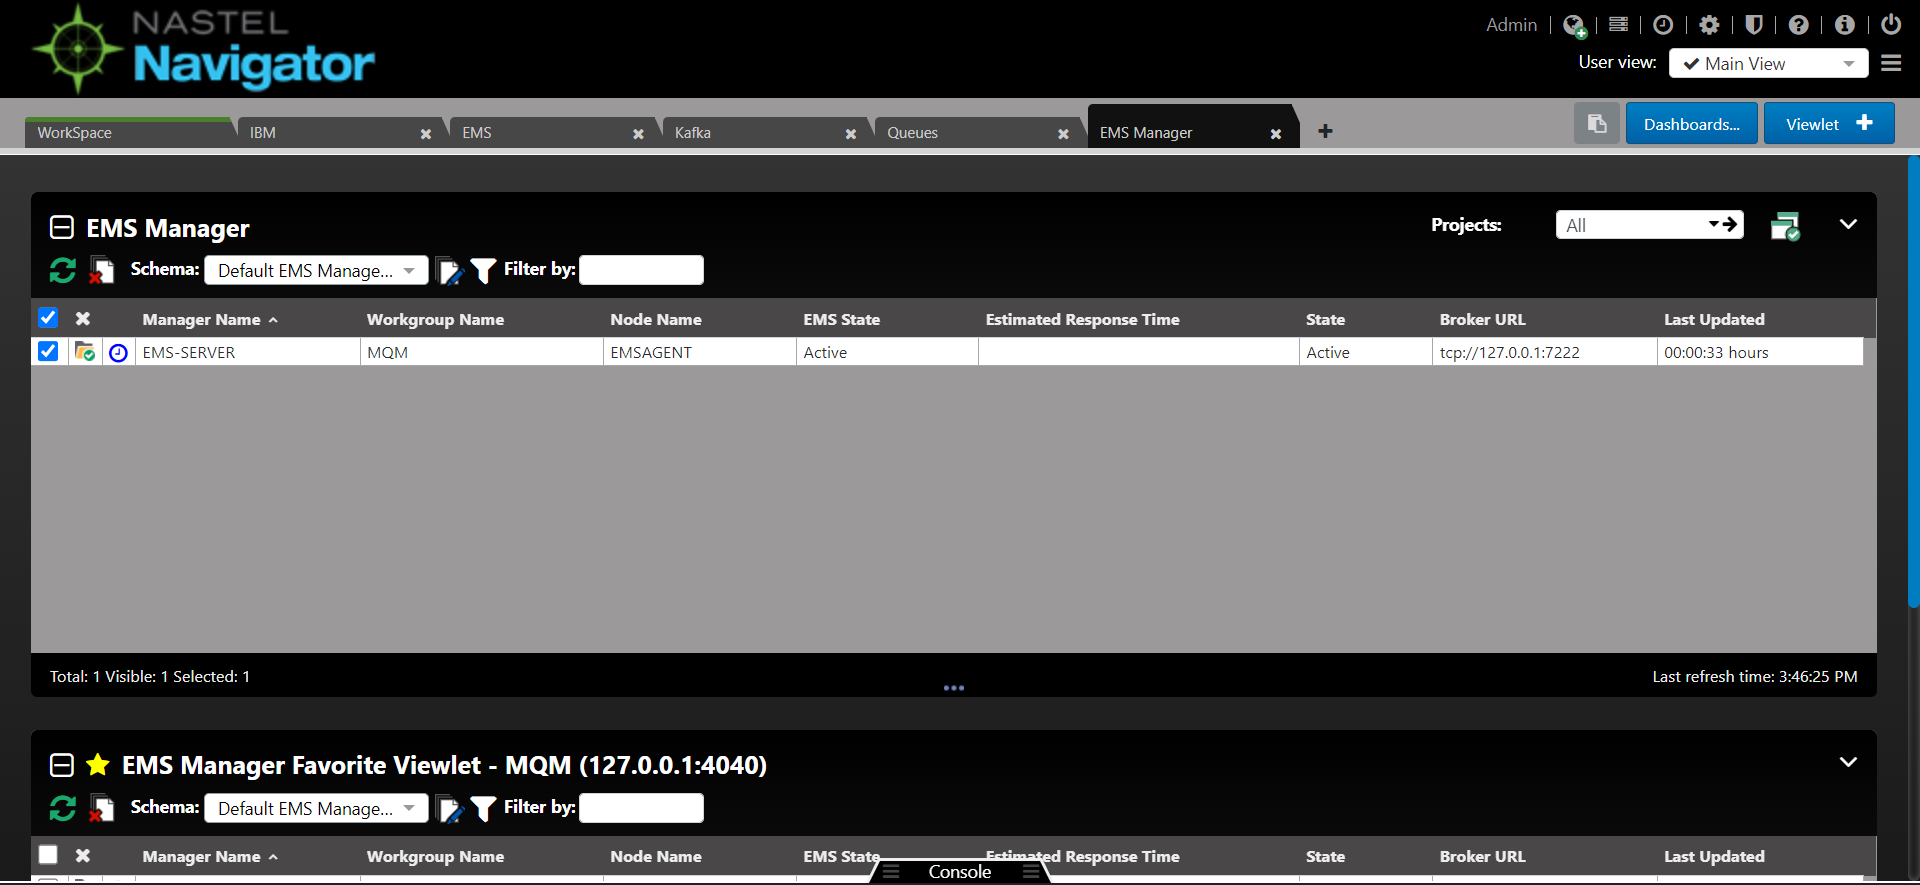 NASTEL
Navigator
Admin
User view: Main View
WorkSpace IBM EMS Kafka Queues EMS Manager
Dashboards... Viewlet
EMS Manager
Projects: All
Schema: Default EMS Manage... Filter by:
Manager Name Workgroup Name Node Name EMS State Estimated Response Time State Broker URL Last Updated
EMS-SERVER MQM EMSAGENT Active Active tcp://127.0.0.1:7222 00:00:33 hours
Total: 1 Visible: 1 Selected: 1
Last refresh time: 3:46:25 PM
EMS Manager Favorite Viewlet - MQM (127.0.0.1:4040)
Schema: Default EMS Manage... Filter by:
Manager Name Workgroup Name Node Name EMS State Estimated Response Time State Broker URL Last Updated
Console